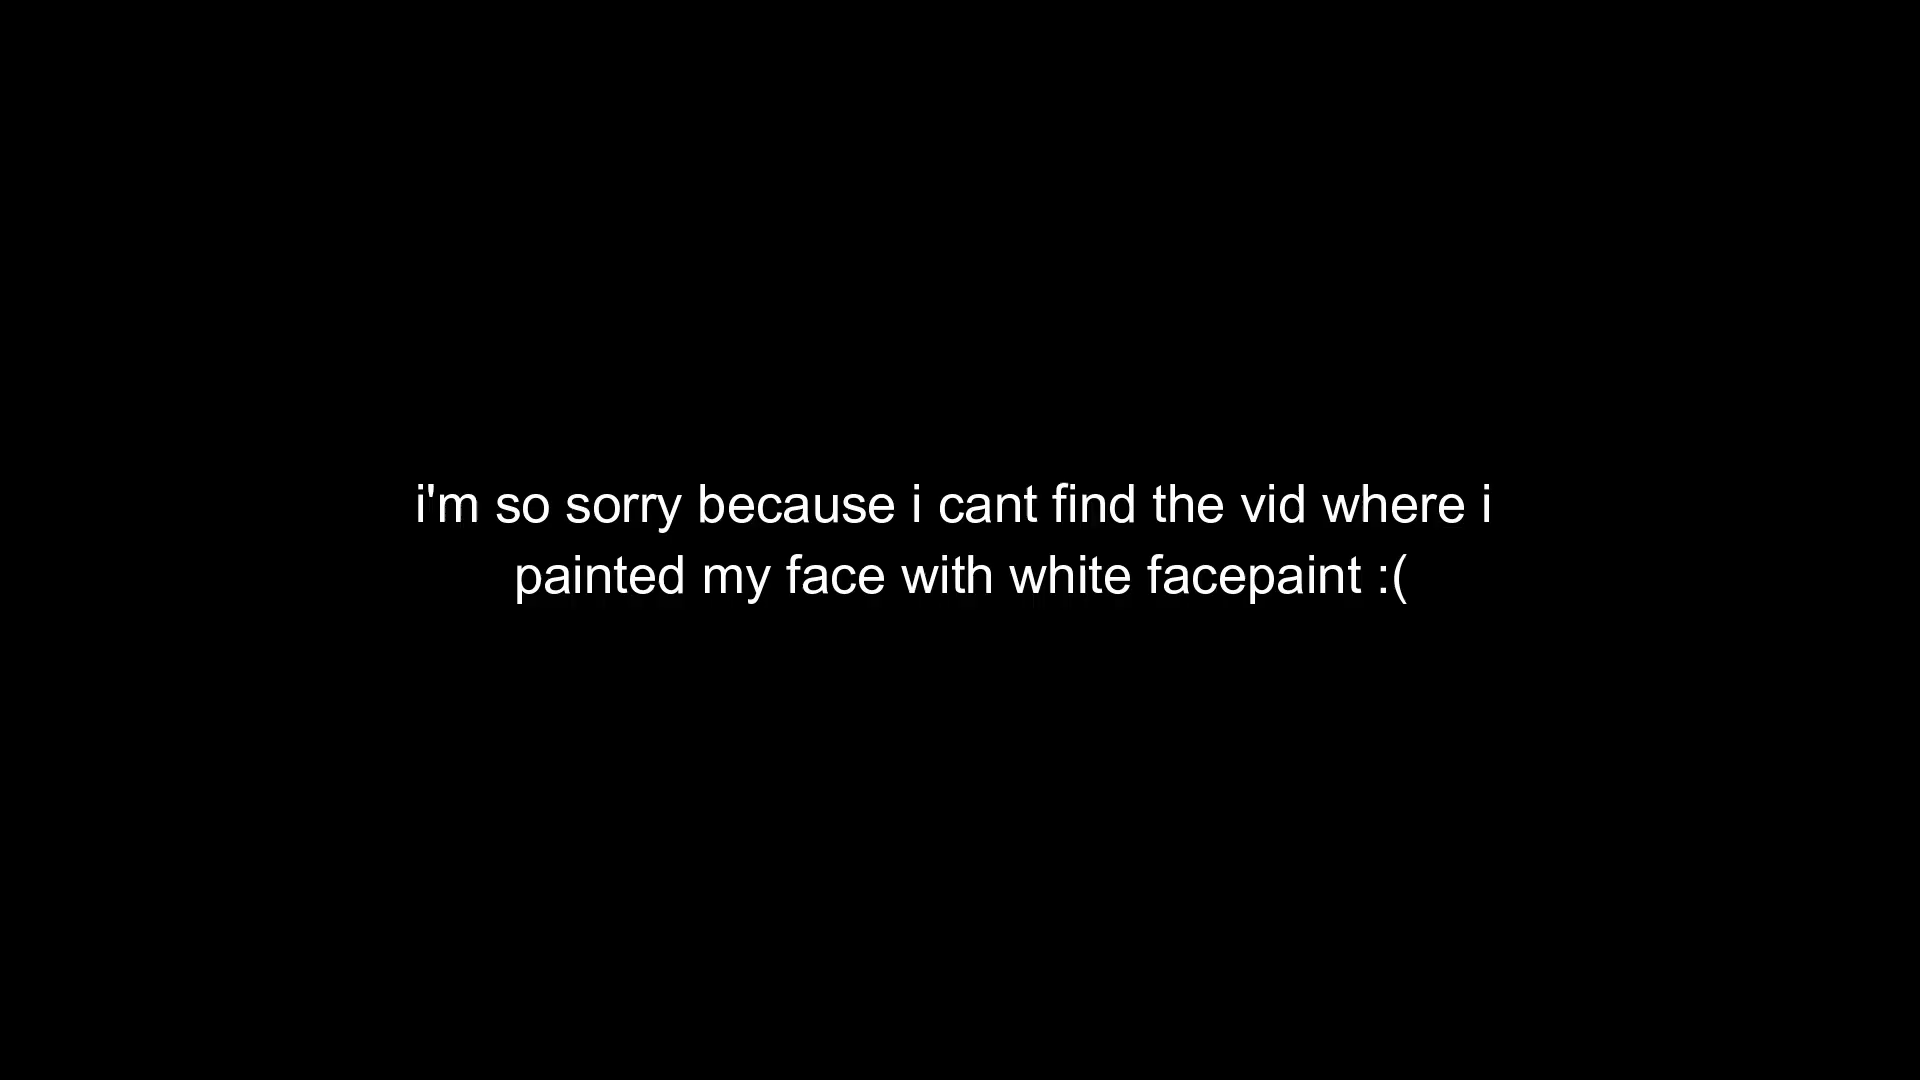 i'm so sorry because i cant find the vid where i
painted my face with white facepaint :(